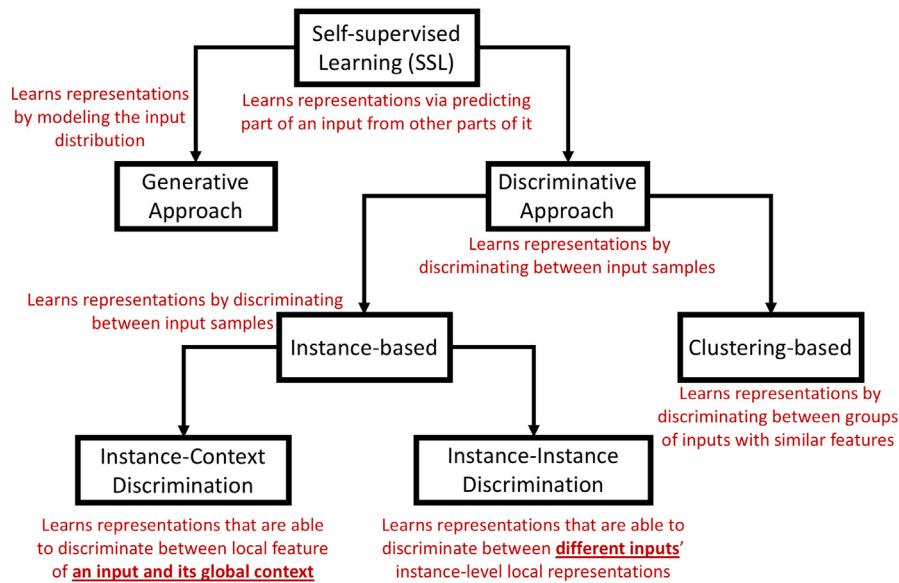 Self-supervised
Learning (SSL)
Learns representations
by modeling the input
distribution
Learns representations via predicting
part of an input from other parts of it
Generative
Approach
Discriminative
Approach
Learns representations by
discriminating between input samples
Learns representations by discriminating
between input samples
Instance-based
Clustering-based
Learns representations by
discriminating between groups
of inputs with similar features
Instance-Context
Discrimination
Instance-Instance
Discrimination
Learns representations that are able
to discriminate between local feature
of an input and its global context
Learns representations that are able to
discriminate between different inputs'
instance-level local representations